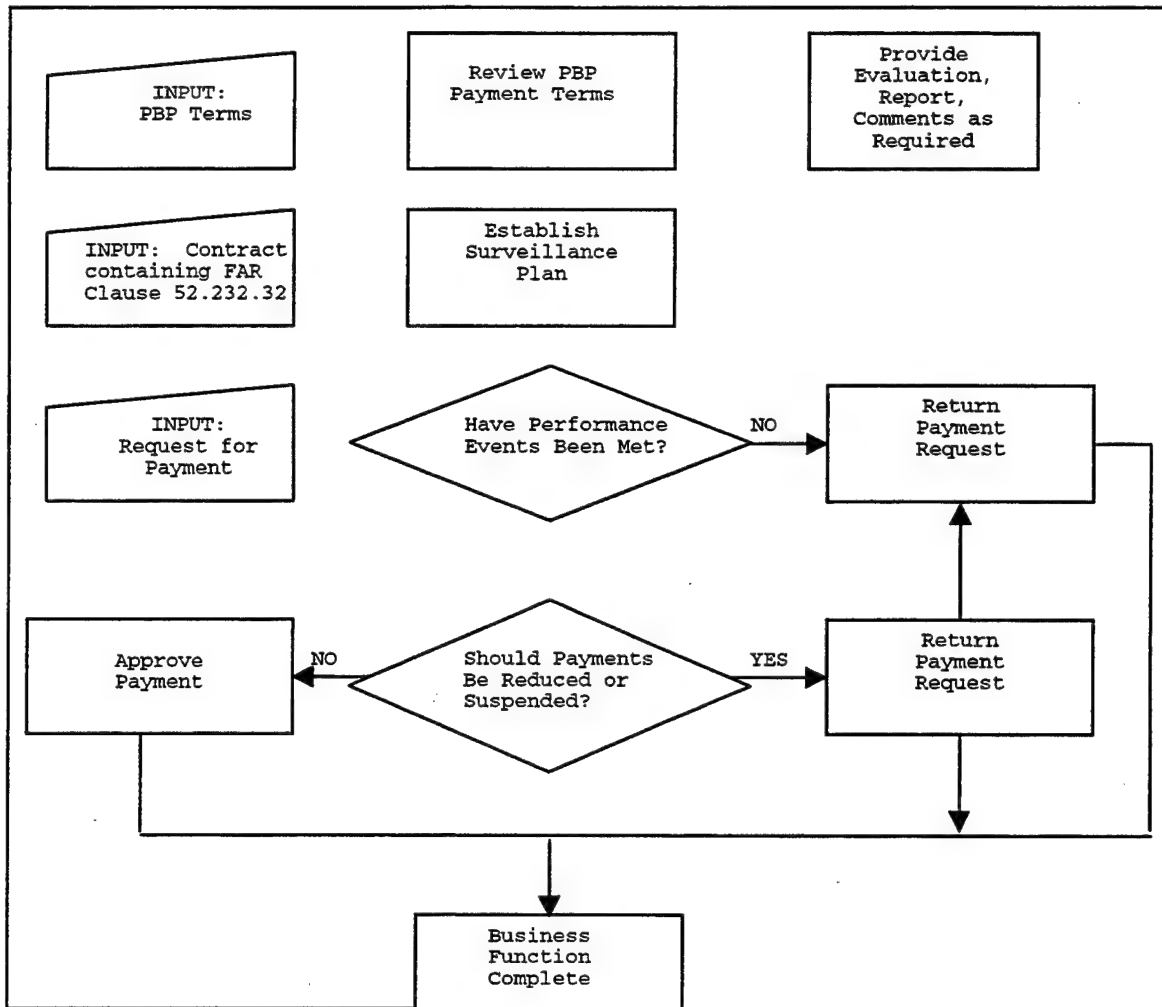 INPUT:
PBP Terms
Review PBP
Payment Terms
Provide
Evaluation,
Report,
Comments as
Required
INPUT: Contract
containing FAR
Clause 52.232.32
Establish
Surveillance
Plan
INPUT:
Request for
Payment
Have Performance
Events Been Met?
NO
Return
Payment
Request
Approve
Payment
NO
Should Payments
Be Reduced or
Suspended?
YES
Return
Payment
Request
Business
Function
Complete